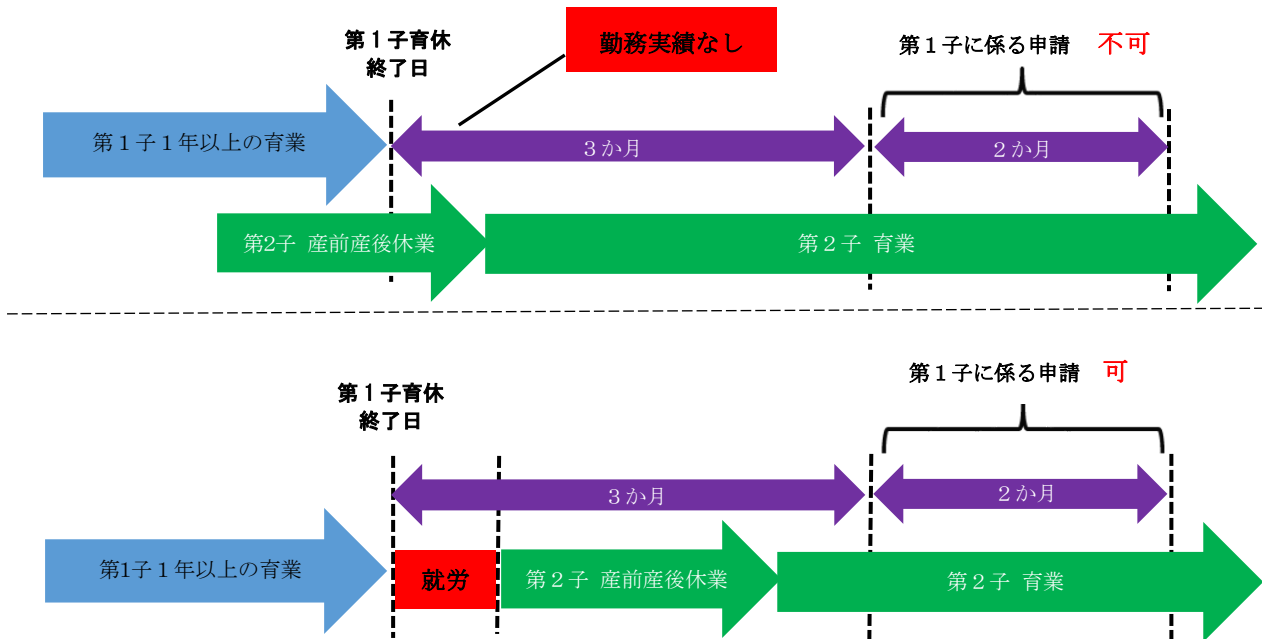 第１子育休
終了日
勤務実績なし
第１子に係る申請　不可
第１子１年以上の育業
３か月
２か月
第2子 産前産後休業
第２子 育業
第１子育休
終了日
第１子に係る申請　可
３か月
２か月
第1子１年以上の育業
就労
第２子 産前産後休業
第２子 育業